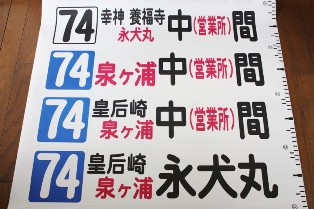 74 幸神 養福寺 永犬丸 中(営業所)間
74 泉ヶ浦 中(営業所)間
74 皇后崎 泉ヶ浦 中(営業所)間
74 皇后崎 泉ヶ浦 永犬丸